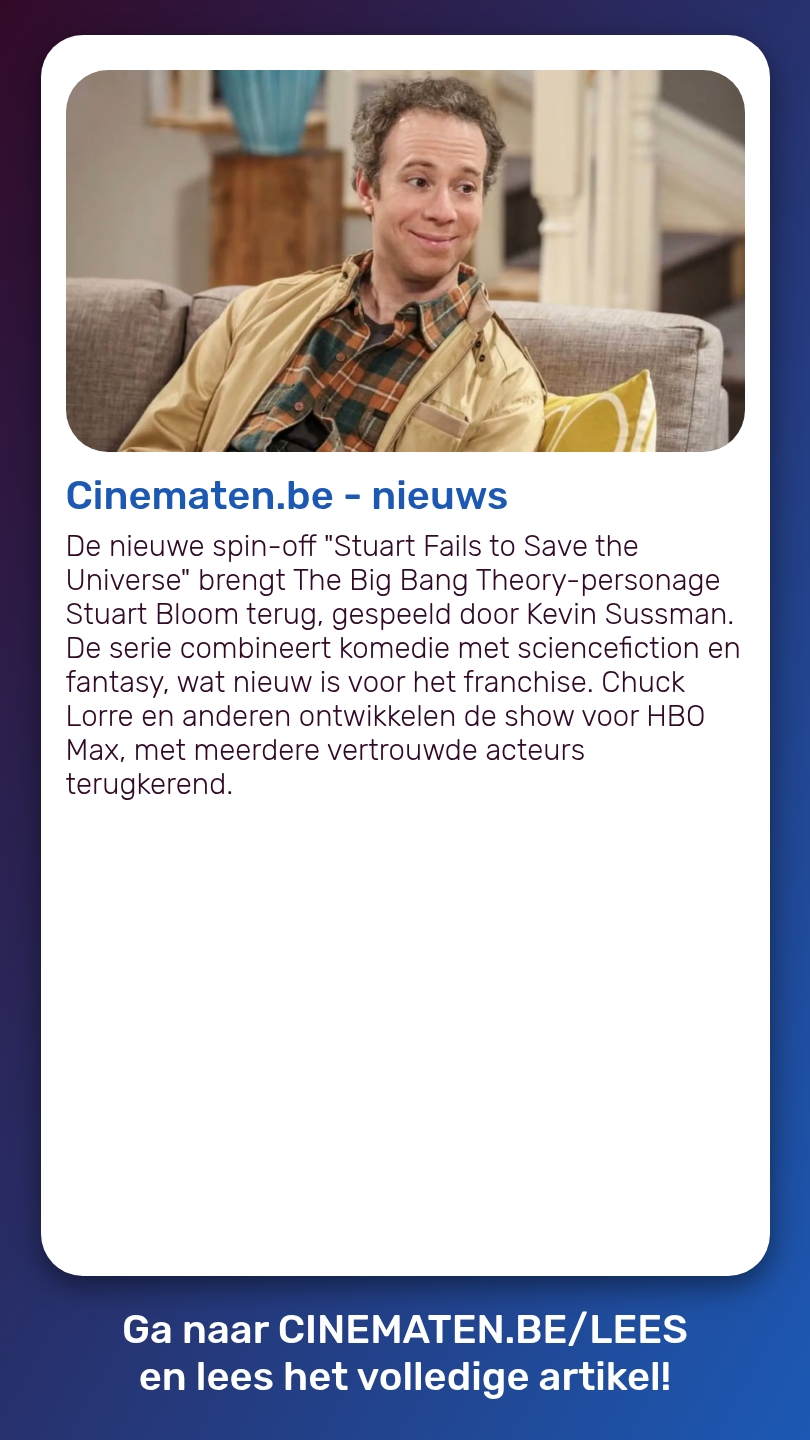 Cinematen.be - nieuws
De nieuwe spin-off "Stuart Fails to Save the
Universe" brengt The Big Bang Theory-personage
Stuart Bloom terug, gespeeld door Kevin Sussman.
De serie combineert komedie met sciencefiction en
fantasy, wat nieuw is voor het franchise. Chuck
Lorre en anderen ontwikkelen de show voor HBO
Max, met meerdere vertrouwde acteurs
terugkerend.
Ga naar CINEMATEN.BE/LEES
en lees het volledige artikel!